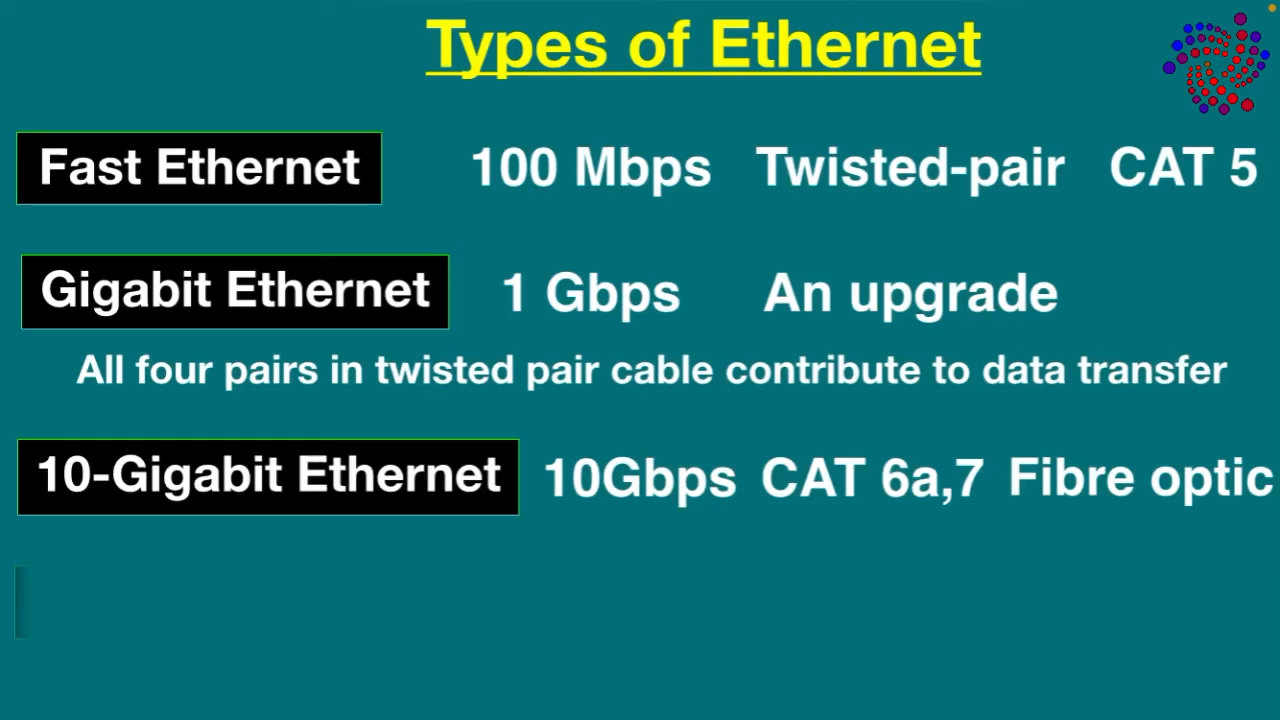 Types of Ethernet
Fast Ethernet 100 Mbps Twisted-pair CAT 5
Gigabit Ethernet 1 Gbps An upgrade
All four pairs in twisted pair cable contribute to data transfer
10-Gigabit Ethernet 10Gbps CAT 6a,7 Fibre optic